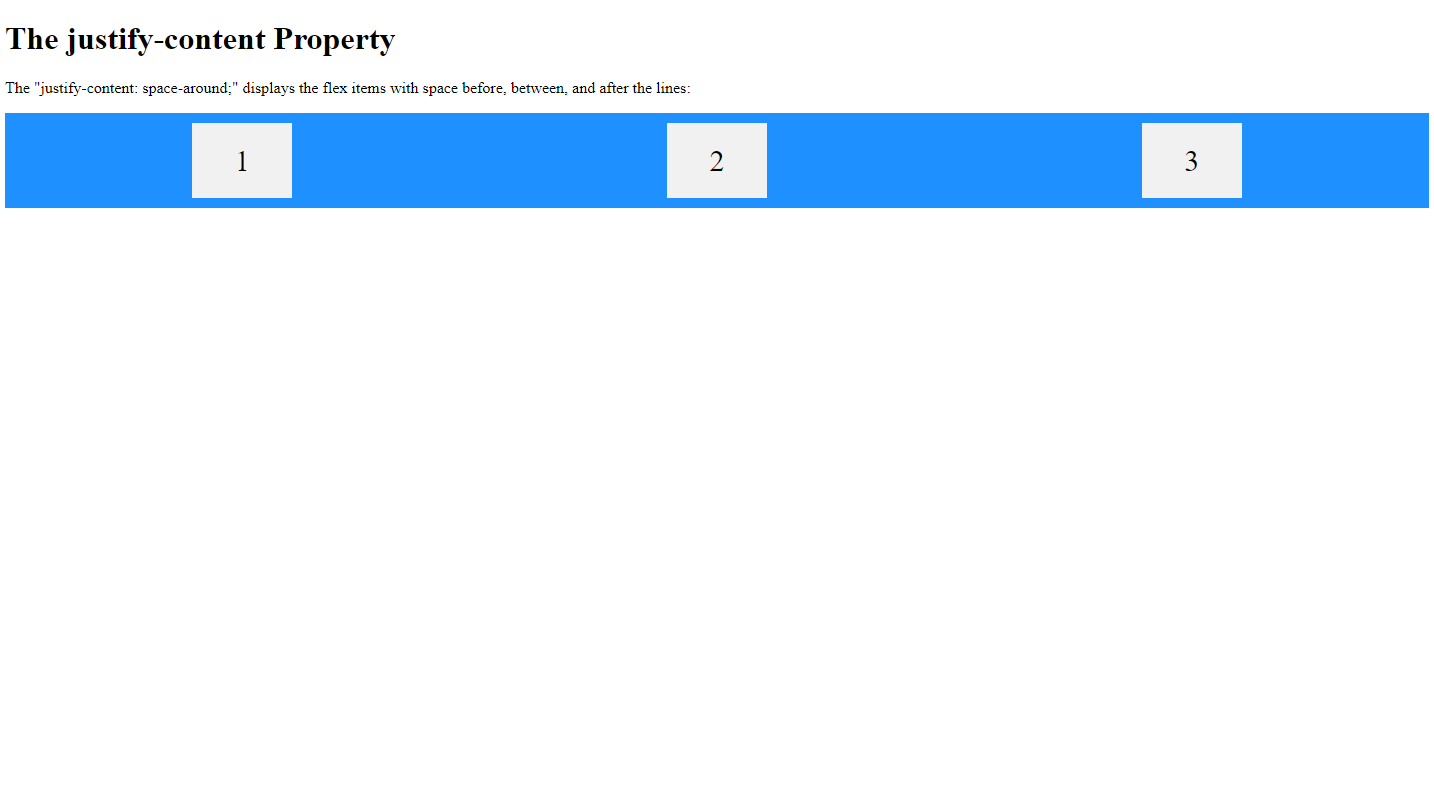 The justify-content Property
The "justify-content: space-around;" displays the flex items with space before, between, and after the lines:
1 2 3